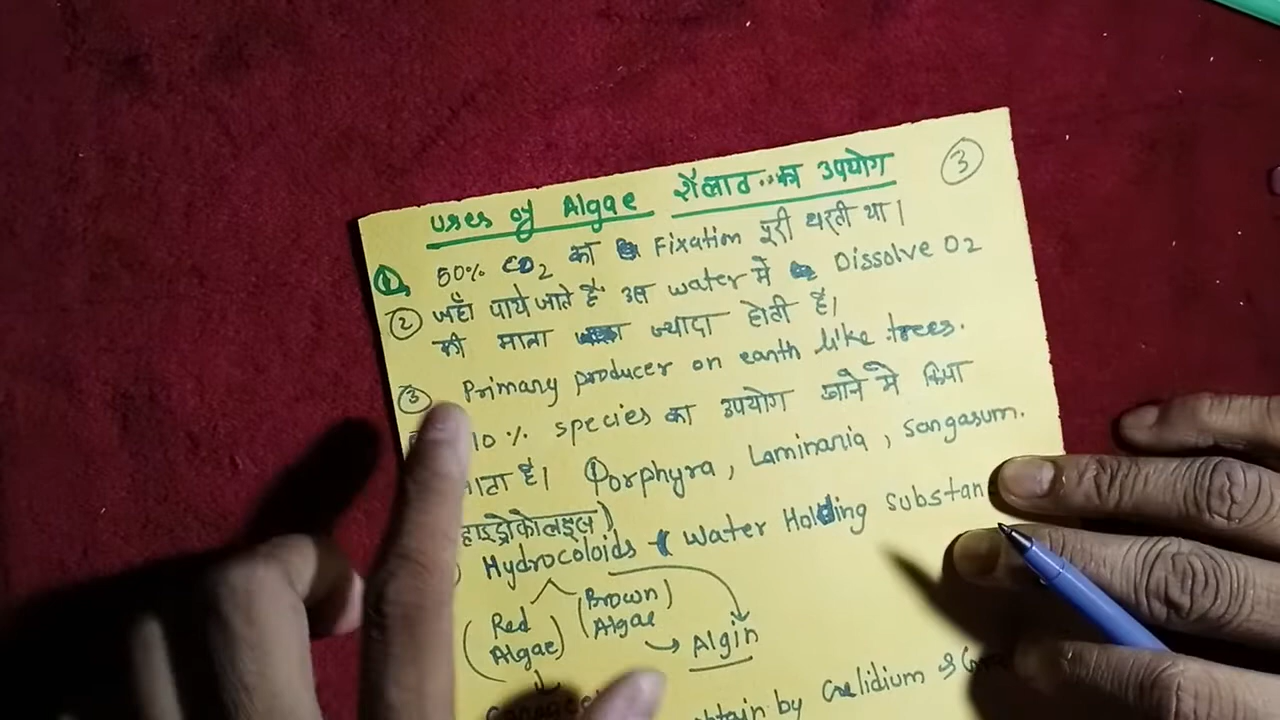 3
Uses of Algae शैलाव का उपयोग
① 50% CO2 का Fixation पूरी धरती था।
② जहाँ पाये जाते है उस water में Dissolve O2
की मात्रा ज्यादा होती है।
③ Primary producer on earth like trees.
10% species का उपयोग खाने मे किया
जाता है। Porphyra, Laminaria, Sangasum.
हाइड्रोकोलाइल)
Hydrocoloids - ( Water Holding substan
(Red Algae) (Brown Algae) → Algin
obtain by Gelidium &